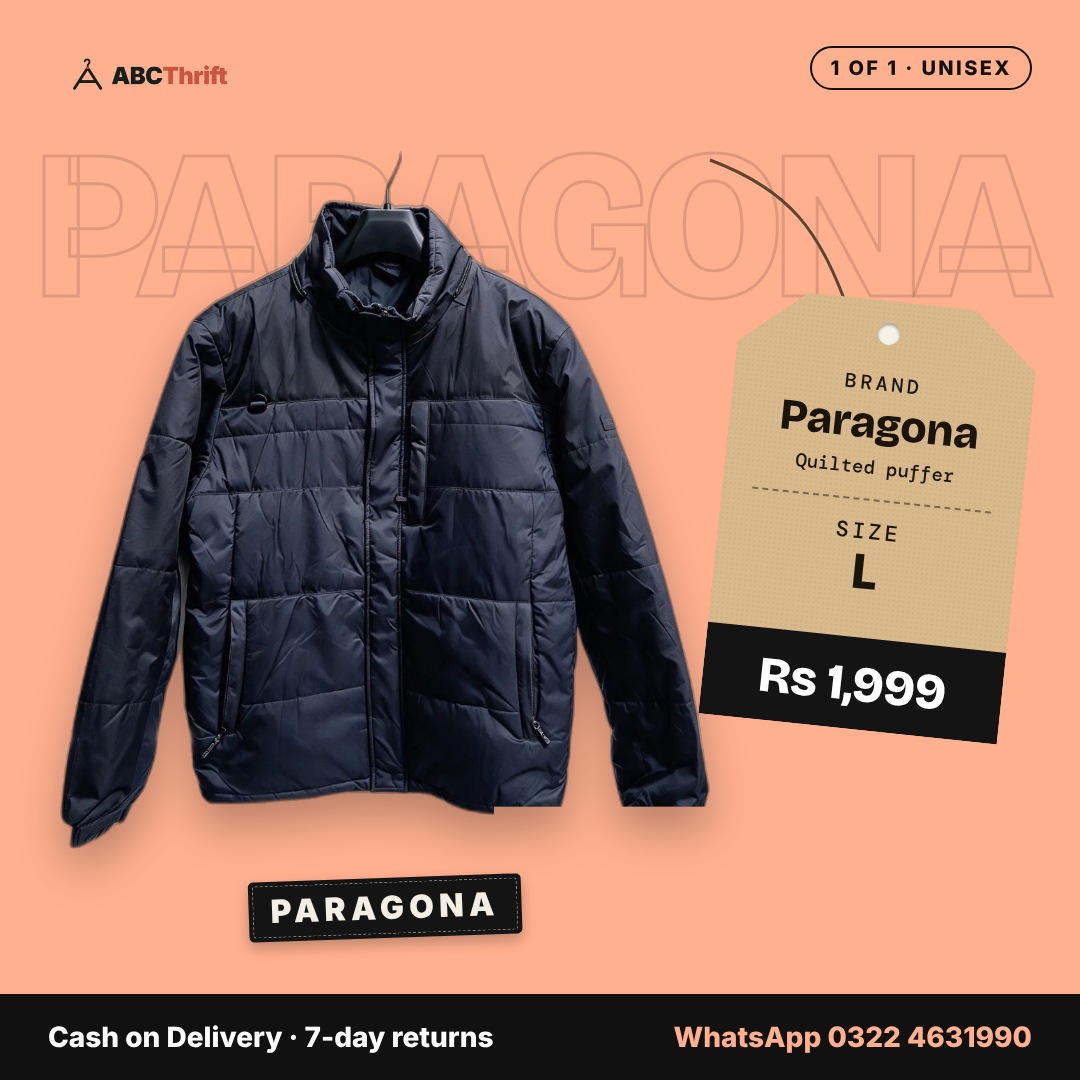 ABCThrift
1 OF 1 · UNISEX
PARAGONA
BRAND
Paragona
Quilted puffer
SIZE
L
Rs 1,999
PARAGONA
Cash on Delivery · 7-day returns
WhatsApp 0322 4631990